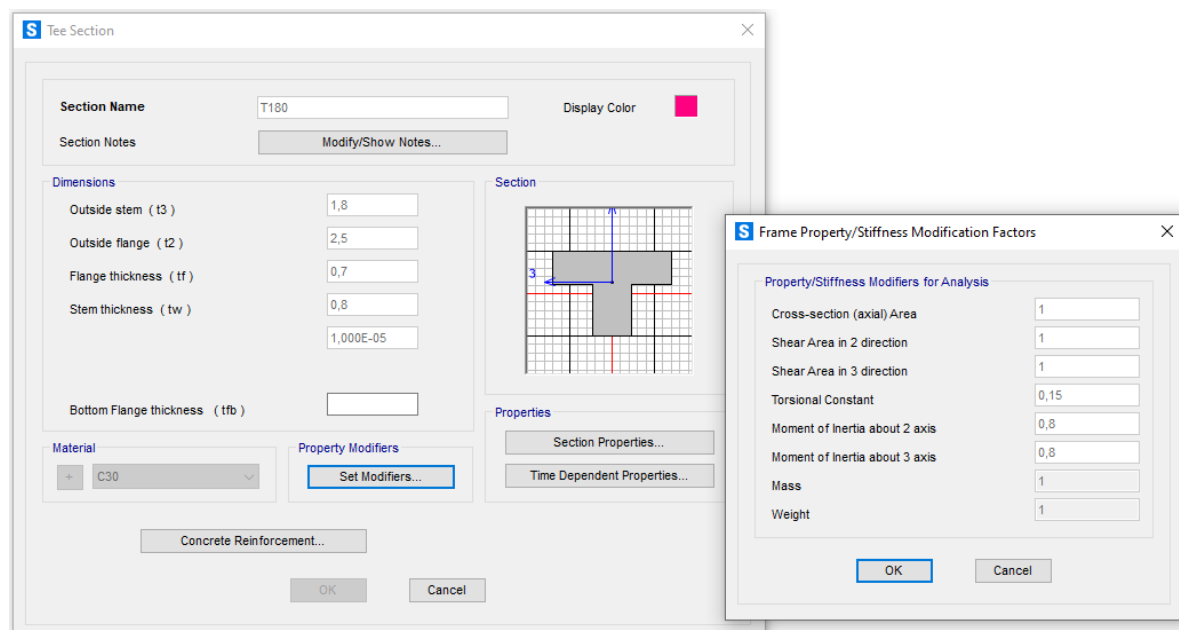 S Tee Section
Section Name T180 Display Color
Section Notes Modify/Show Notes...
Dimensions
Outside stem ( t3 ) 1,8
Outside flange ( t2 ) 2,5
Flange thickness ( tf ) 0,7
Stem thickness ( tw ) 0,8
1,000E-05
Bottom Flange thickness ( tfb )
Section
3
Properties
Section Properties...
Time Dependent Properties...
Material
+ C30
Property Modifiers
Set Modifiers...
Concrete Reinforcement...
OK Cancel
S Frame Property/Stiffness Modification Factors
Property/Stiffness Modifiers for Analysis
Cross-section (axial) Area 1
Shear Area in 2 direction 1
Shear Area in 3 direction 1
Torsional Constant 0,15
Moment of Inertia about 2 axis 0,8
Moment of Inertia about 3 axis 0,8
Mass 1
Weight 1
OK Cancel